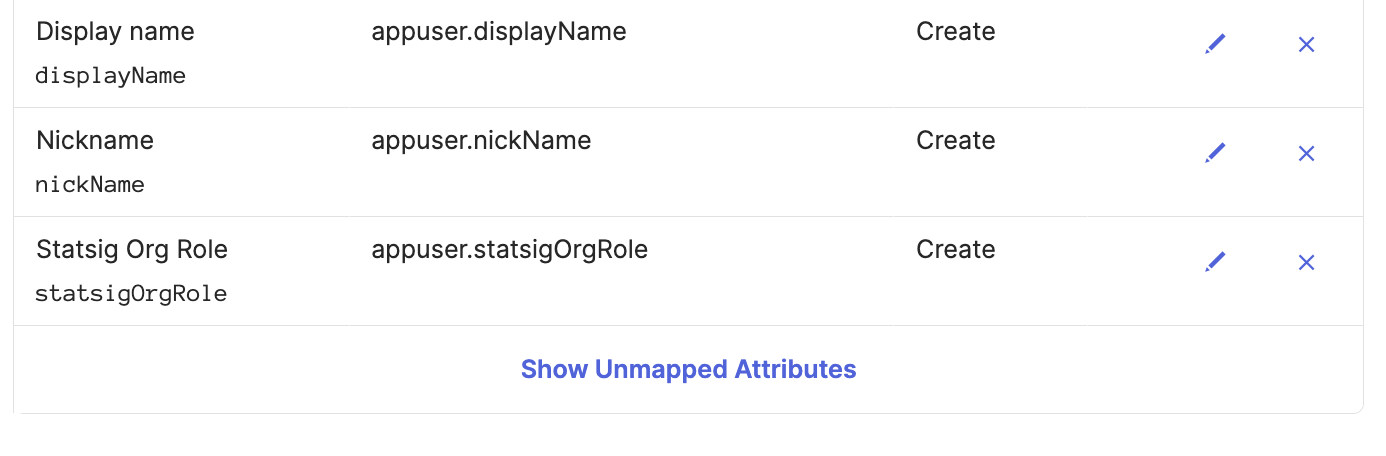 Display name appuser.displayName Create
displayName
Nickname appuser.nickName Create
nickName
Statsig Org Role appuser.statsigOrgRole Create
statsigOrgRole
Show Unmapped Attributes